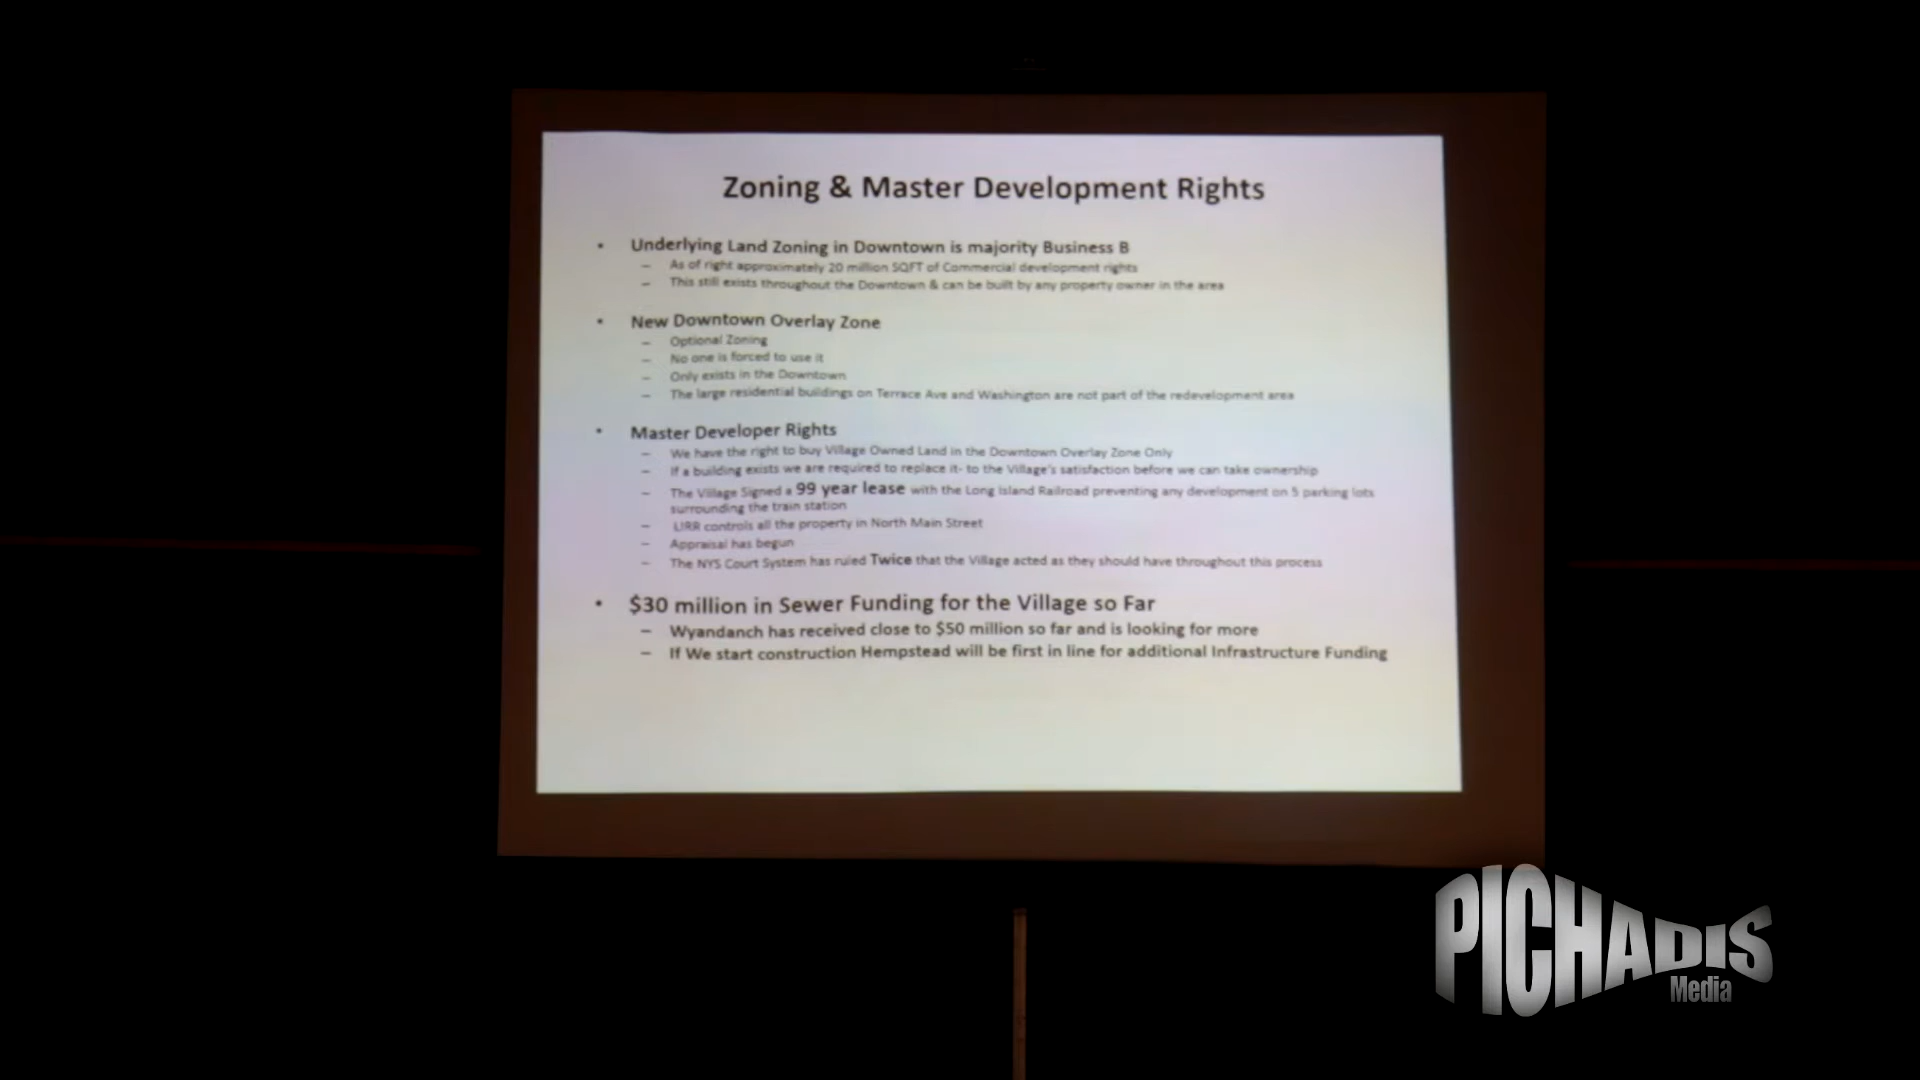 Zoning & Master Development Rights
• Underlying Land Zoning in Downtown is majority Business B
– As of right approximately 20 million SQFT of Commercial development rights
– This still exists throughout the Downtown & can be built by any property owner in the area
• New Downtown Overlay Zone
– Optional Zoning
– No one is forced to use it
– Only exists in the Downtown
– The large residential buildings on Terrace Ave and Washington are not part of the redevelopment area
• Master Developer Rights
– We have the right to buy Village Owned Land in the Downtown Overlay Zone Only
– If a building exists we are required to replace it- to the Village's satisfaction before we can take ownership
– The Village Signed a 99 year lease with the Long Island Railroad preventing any development on 5 parking lots
surrounding the train station
– LIRR controls all the property in North Main Street
– Appraisal has begun
– The NYS Court System has ruled Twice that the Village acted as they should have throughout this process
• $30 million in Sewer Funding for the Village so Far
– Wyandanch has received close to $50 million so far and is looking for more
– If We start construction Hempstead will be first in line for additional Infrastructure Funding
PICHADIS
Media